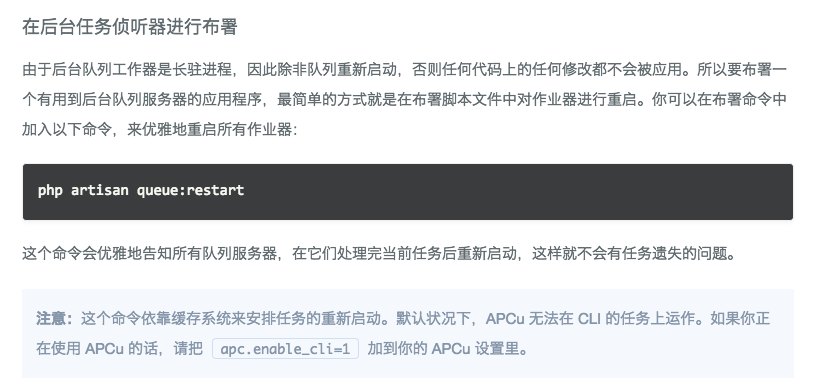 在后台任务侦听器进行布署
由于后台队列工作器是长驻进程，因此除非队列重新启动，否则任何代码上的任何修改都不会被应用。所以要布署一
个有用到后台队列服务器的应用程序，最简单的方式就是在布署脚本文件中对作业器进行重启。你可以在布署命令中
加入以下命令，来优雅地重启所有作业器：
php artisan queue:restart
这个命令会优雅地告知所有队列服务器，在它们处理完当前任务后重新启动，这样就不会有任务遗失的问题。
注意：这个命令依靠缓存系统来安排任务的重新启动。默认状况下，APCu 无法在 CLI 的任务上运作。如果你正
在使用 APCu 的话，请把 apc.enable_cli=1 加到你的 APCu 设置里。